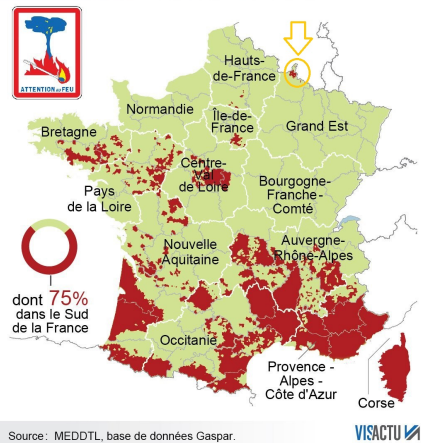 ATTENTION AU FEU
Hauts-
de-France
Normandie
Île-de-
France
Grand Est
Bretagne
Centre-
Val
de Loire
Pays
de la Loire
Bourgogne-
Franche-
Comté
Nouvelle
Aquitaine
Auvergne-
Rhône-Alpes
dont 75%
dans le Sud
de la France
Occitanie
Provence -
Alpes -
Côte d'Azur
Corse
Source: MEDDTL, base de données Gaspar.
VISACTU